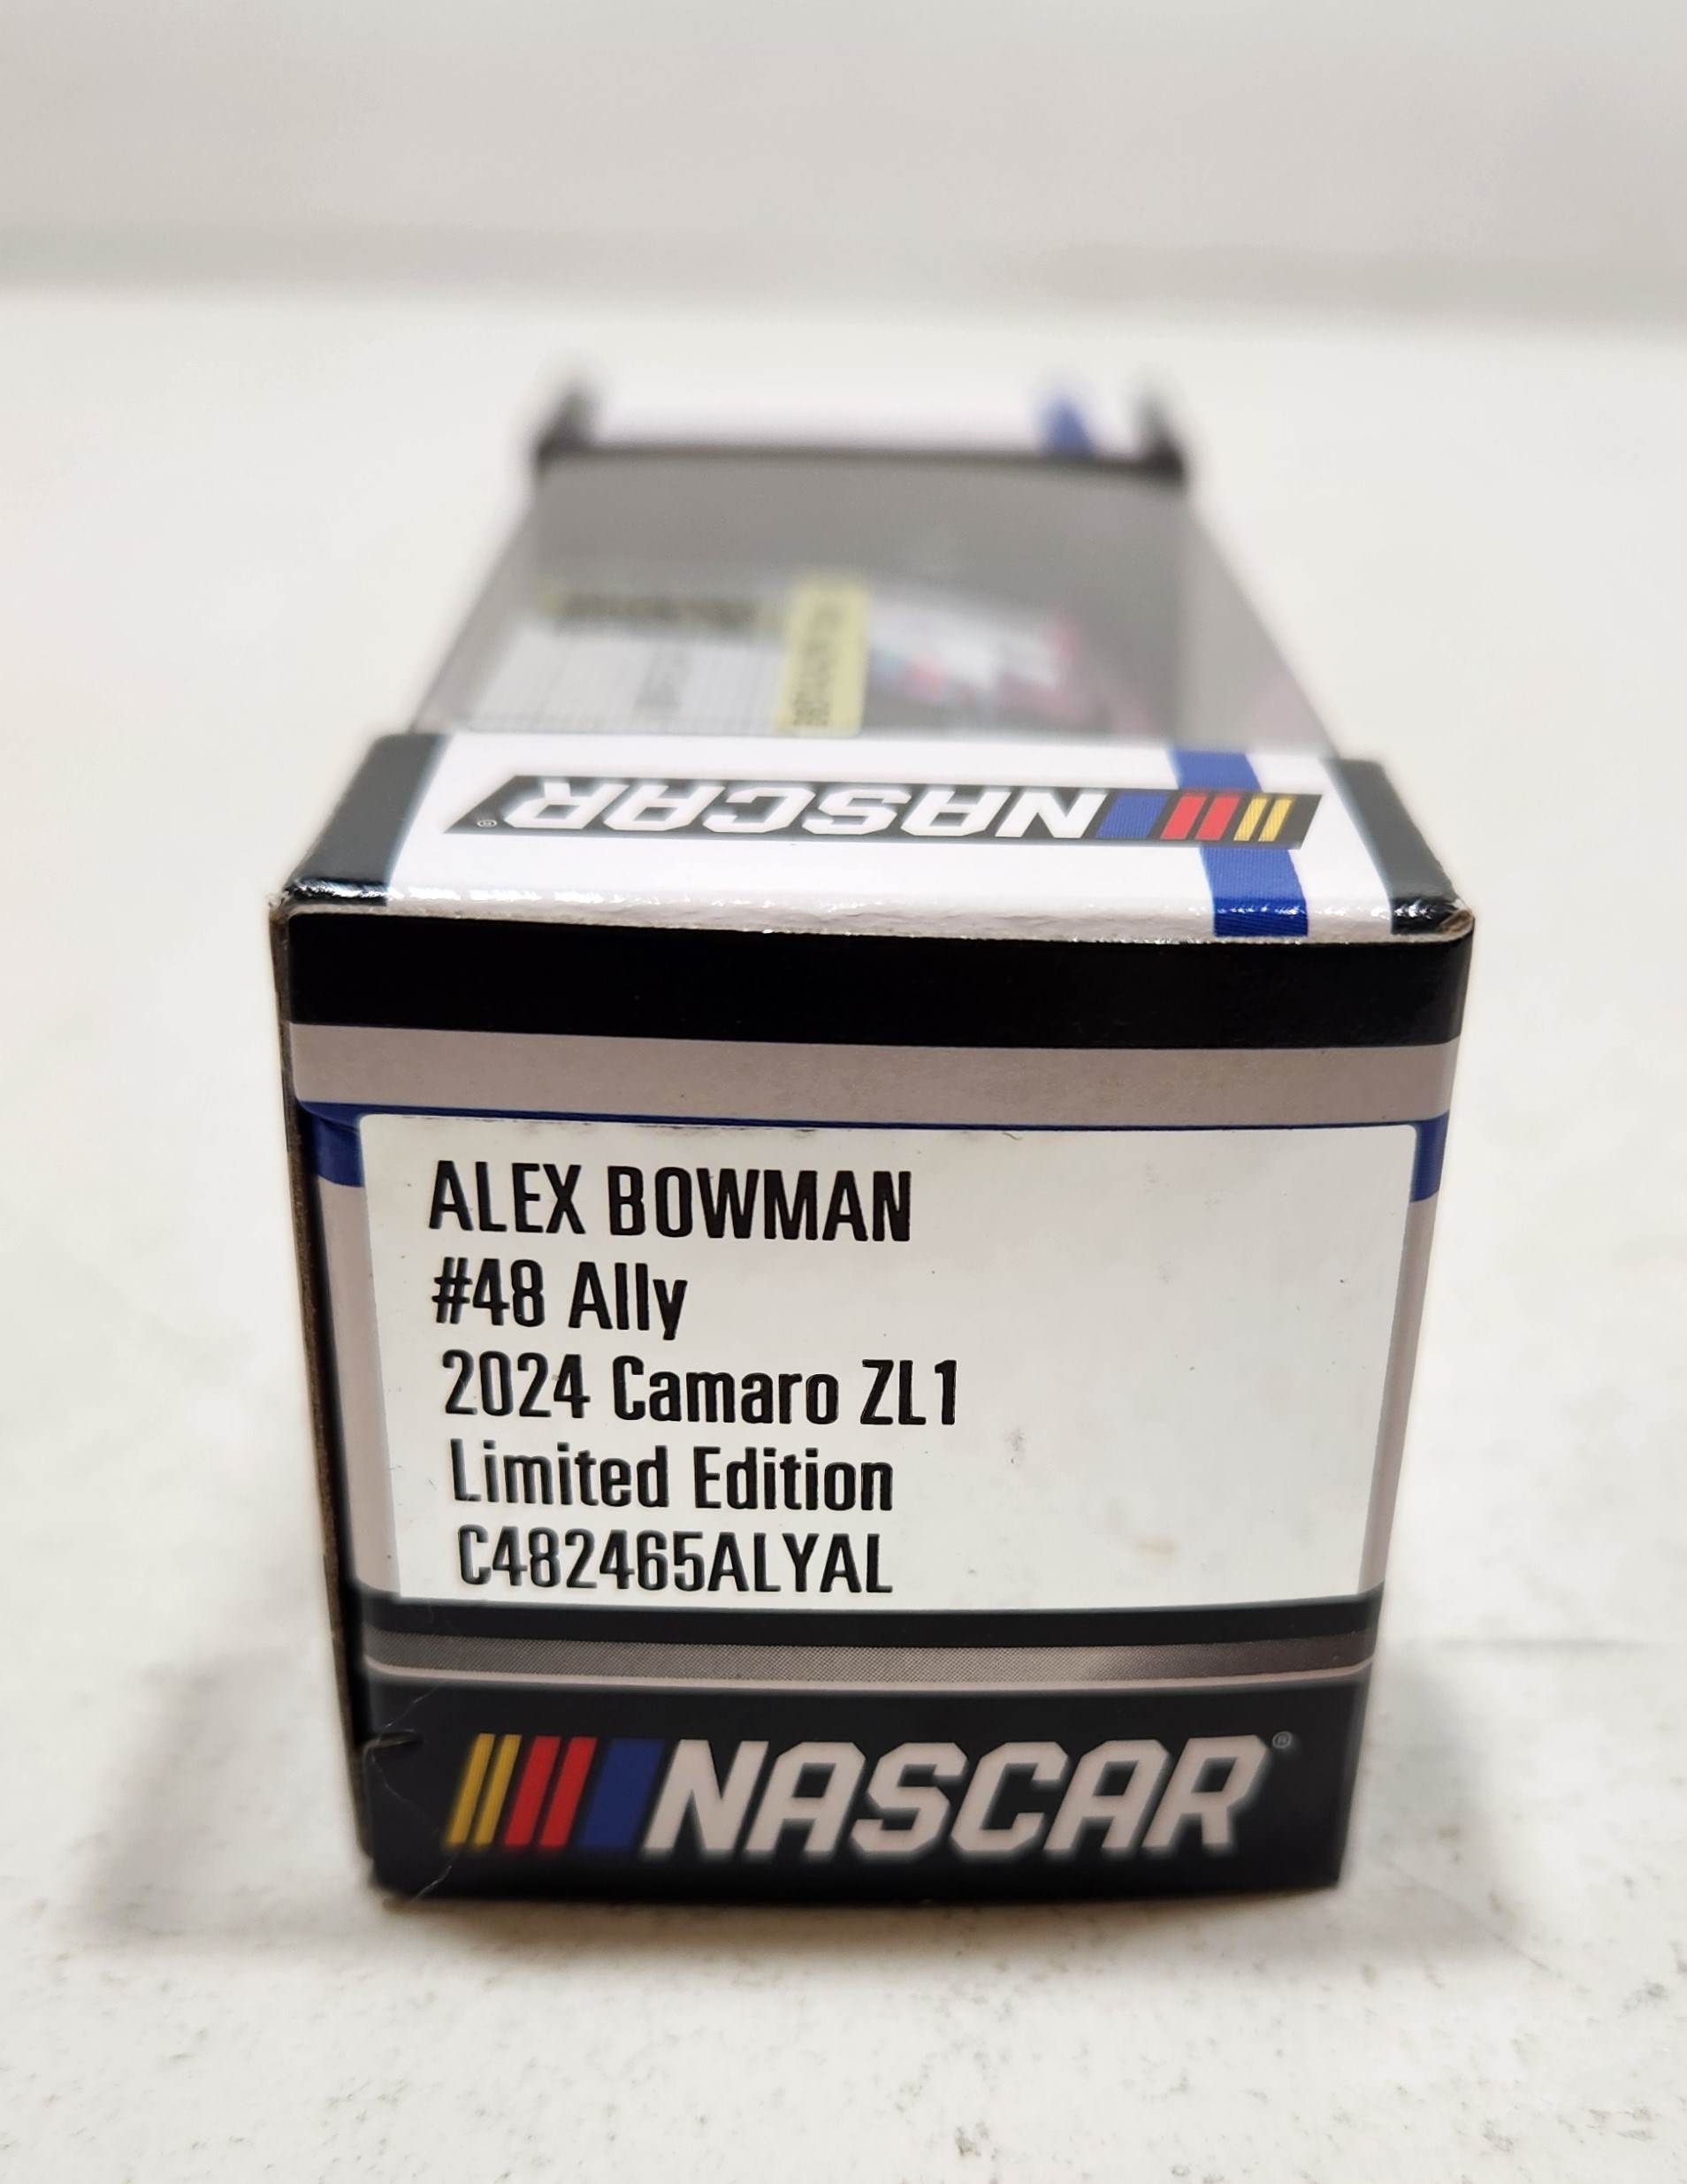 NASCAR®
ALEX BOWMAN
#48 Ally
2024 Camaro ZL1
Limited Edition
C482465ALYAL
NASCAR®